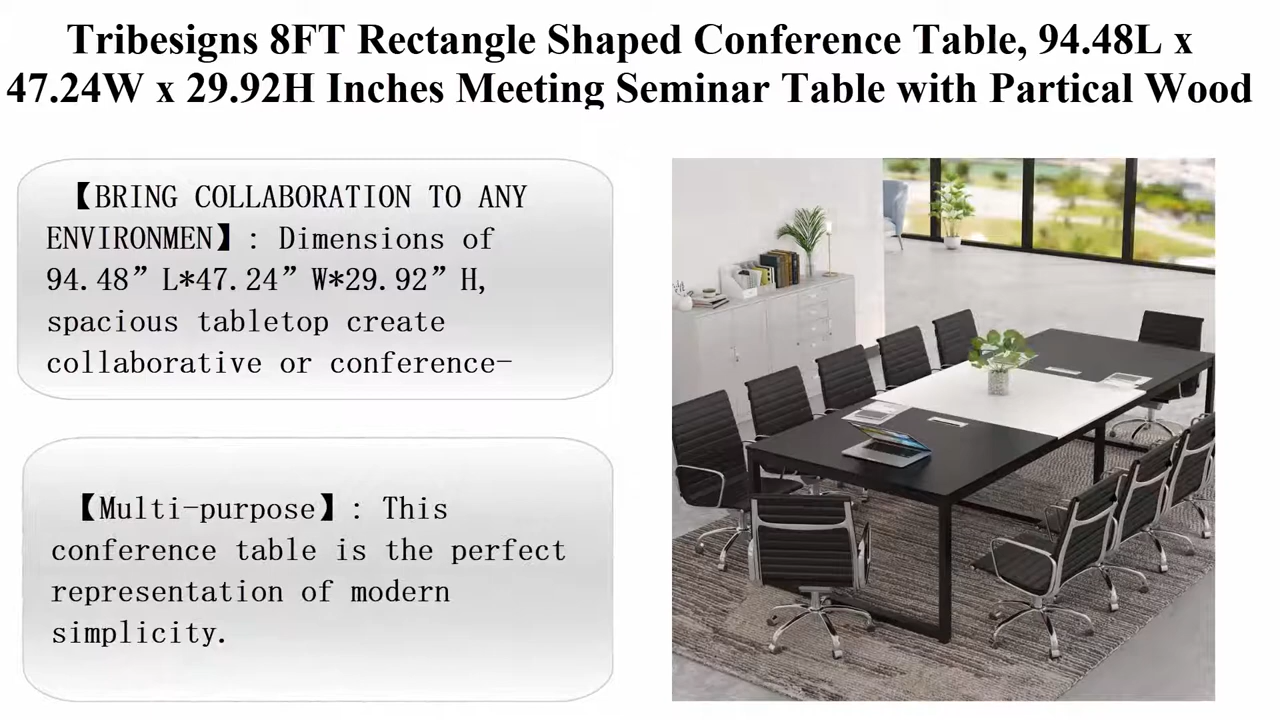 Tribesigns 8FT Rectangle Shaped Conference Table, 94.48L x
47.24W x 29.92H Inches Meeting Seminar Table with Partical Wood
【BRING COLLABORATION TO ANY
ENVIRONMEN】: Dimensions of
94.48” L*47.24” W*29.92” H,
spacious tabletop create
collaborative or conference-
【Multi-purpose】: This
conference table is the perfect
representation of modern
simplicity.